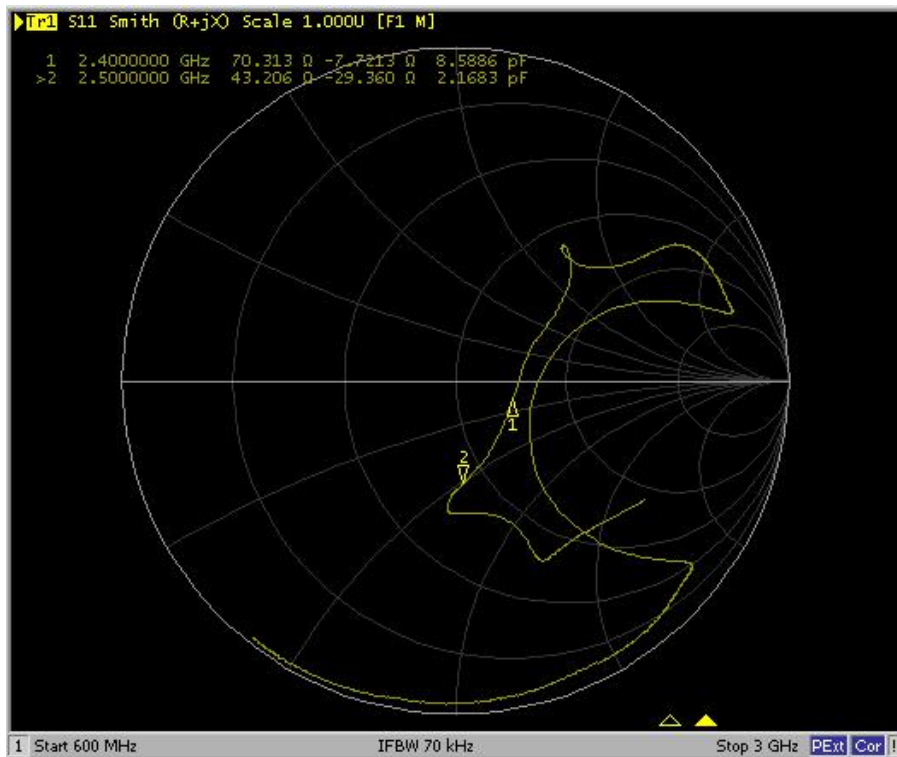 Tr1 S11 Smith (R+jX) Scale 1.000U [F1 M]
1 2.4000000 GHz 70.313 Ω -7.7213 Ω 8.5886 pF
>2 2.5000000 GHz 43.206 Ω -29.360 Ω 2.1683 pF
2
1
1 Start 600 MHz IFBW 70 kHz Stop 3 GHz PExt Cor !